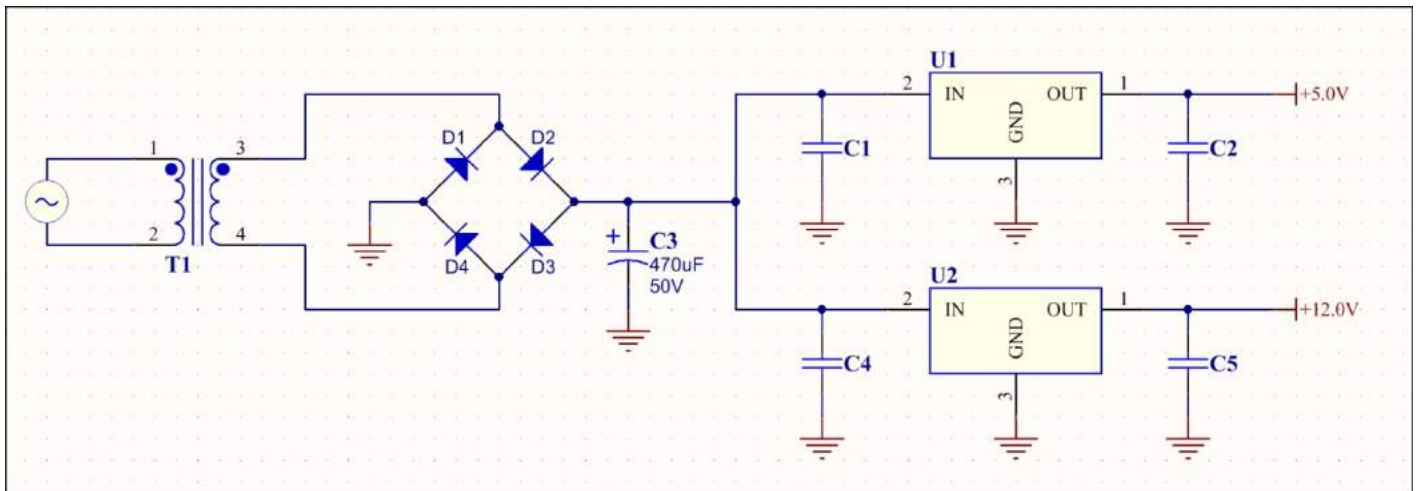 U1
2 IN OUT 1 +5.0V
GND
3
C1
C2
1 3
2 4
T1
D1 D2
D4 D3
+ C3
470uF
50V
U2
2 IN OUT 1 +12.0V
GND
3
C4
C5